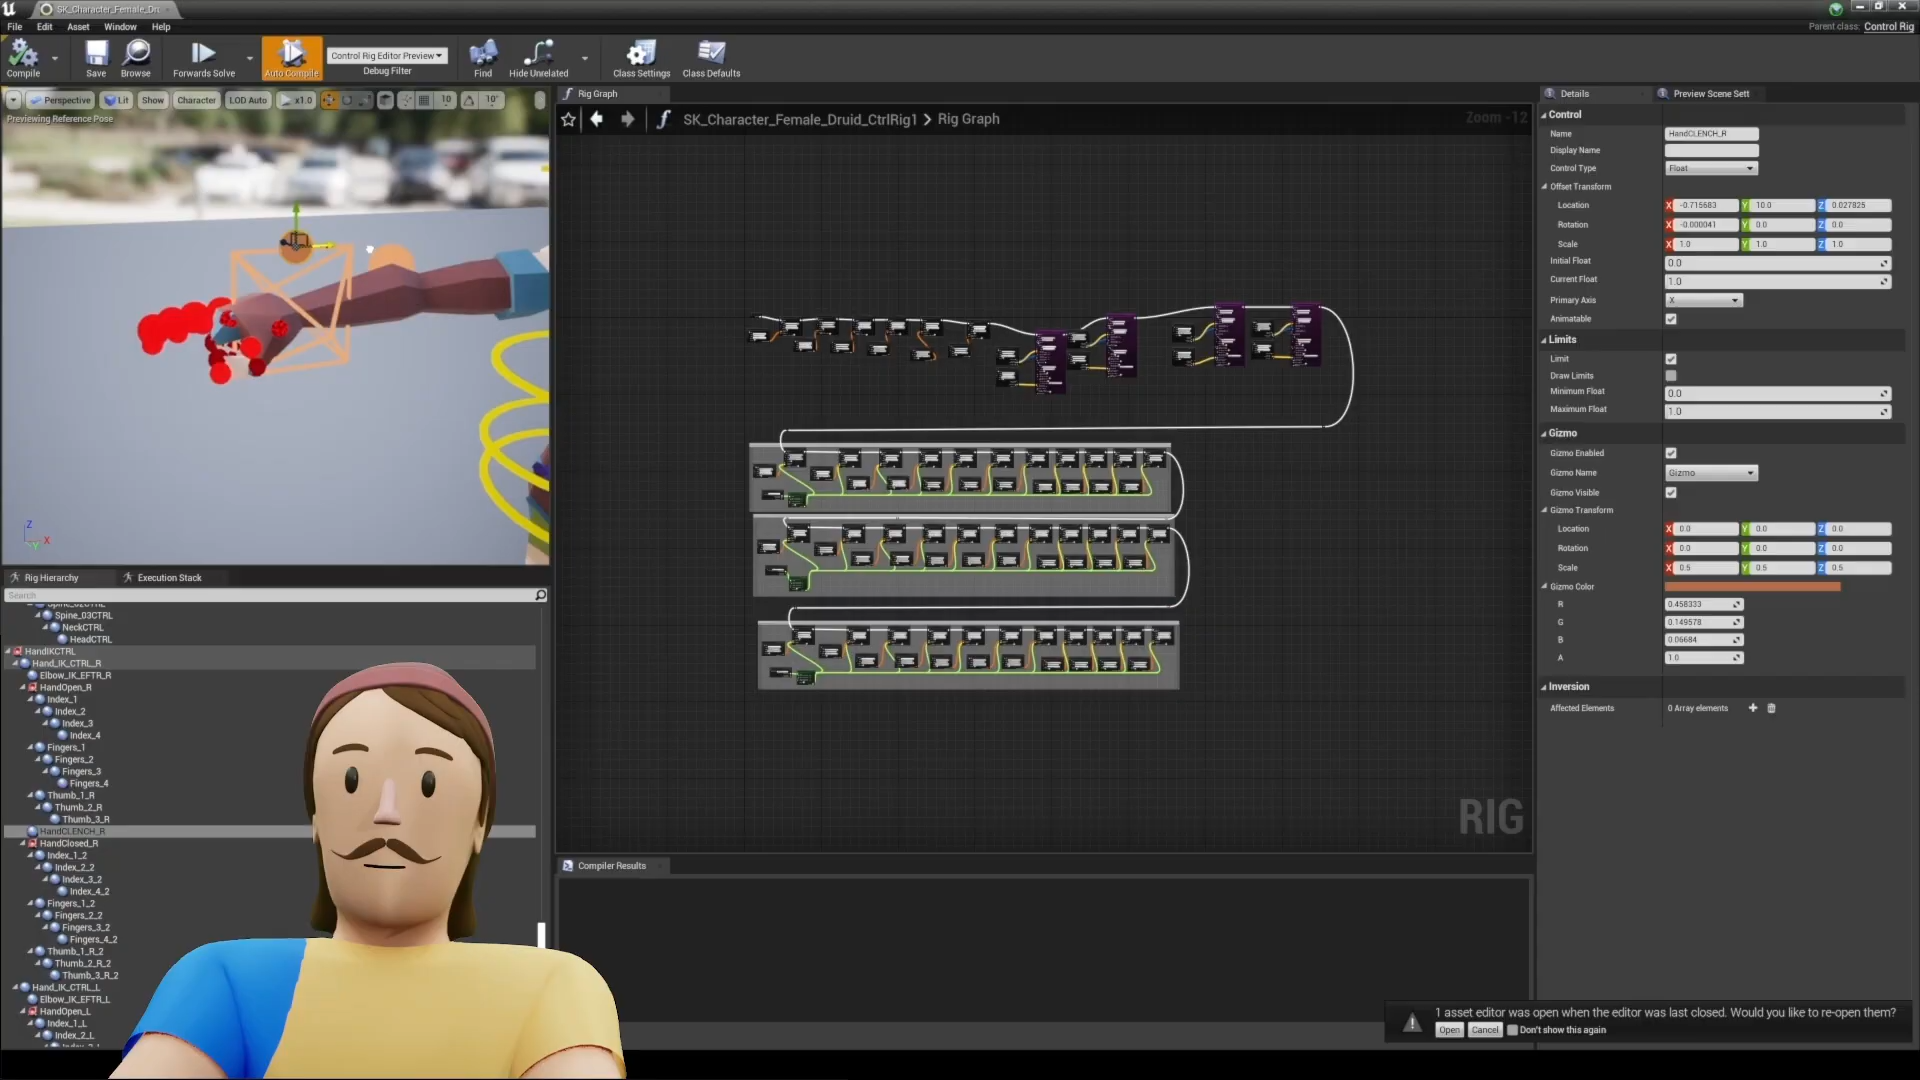 SK_Character_Female_Dru
File Edit Asset Window Help
Parent class: Control Rig
Compile Save Browse Forwards Solve Auto Compile Control Rig Editor Preview Debug Filter Find Hide Unrelated Class Settings Class Defaults
Perspective Lit Show Character LOD Auto x1.0 10 10°
Previewing Reference Pose
Rig Graph
SK_Character_Female_Druid_CtrlRig1 > Rig Graph
Zoom -12
RIG
Z
X
Y
Rig Hierarchy Execution Stack
Search
Spine_02CTRL
Spine_03CTRL
NeckCTRL
HeadCTRL
HandIKCTRL
Hand_IK_CTRL_R
Elbow_IK_EFTR_R
HandOpen_R
Index_1
Index_2
Index_3
Index_4
Fingers_1
Fingers_2
Fingers_3
Fingers_4
Thumb_1_R
Thumb_2_R
Thumb_3_R
HandCLENCH_R
HandClosed_R
Index_1_2
Index_2_2
Index_3_2
Index_4_2
Fingers_1_2
Fingers_2_2
Fingers_3_2
Fingers_4_2
Thumb_1_R_2
Thumb_2_R_2
Thumb_3_R_2
Hand_IK_CTRL_L
Elbow_IK_EFTR_L
HandOpen_L
Index_1_L
Index_2_L
Compiler Results
Details Preview Scene Sett
Control
Name HandCLENCH_R
Display Name
Control Type Float
Offset Transform
Location X -0.715683 Y 10.0 Z 0.027825
Rotation X -0.000041 Y 0.0 Z 0.0
Scale X 1.0 Y 1.0 Z 1.0
Initial Float 0.0
Current Float 1.0
Primary Axis X
Animatable
Limits
Limit
Draw Limits
Minimum Float 0.0
Maximum Float 1.0
Gizmo
Gizmo Enabled
Gizmo Name Gizmo
Gizmo Visible
Gizmo Transform
Location X 0.0 Y 0.0 Z 0.0
Rotation X 0.0 Y 0.0 Z 0.0
Scale X 0.5 Y 0.5 Z 0.5
Gizmo Color
R 0.458333
G 0.149578
B 0.06684
A 1.0
Inversion
Affected Elements 0 Array elements
1 asset editor was open when the editor was last closed. Would you like to re-open them?
Open Cancel Don't show this again